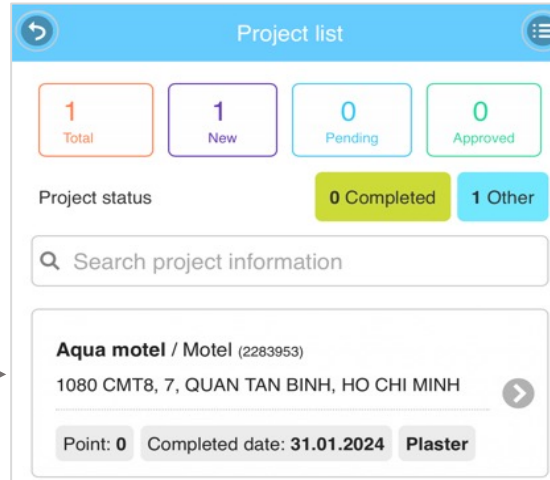 Project list
1 1 0 0
Total New Pending Approved
Project status 0 Completed 1 Other
Search project information
Aqua motel / Motel (2283953)
1080 CMT8, 7, QUAN TAN BINH, HO CHI MINH
Point: 0 Completed date: 31.01.2024 Plaster